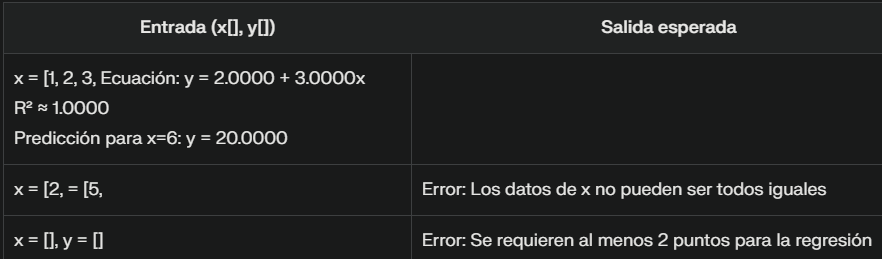 Entrada (x[], y[])
Salida esperada
x = [1, 2, 3, Ecuación: y = 2.0000 + 3.0000x
R² ≈ 1.0000
Predicción para x=6: y = 20.0000
x = [2, = [5,
Error: Los datos de x no pueden ser todos iguales
x = [], y = []
Error: Se requieren al menos 2 puntos para la regresión